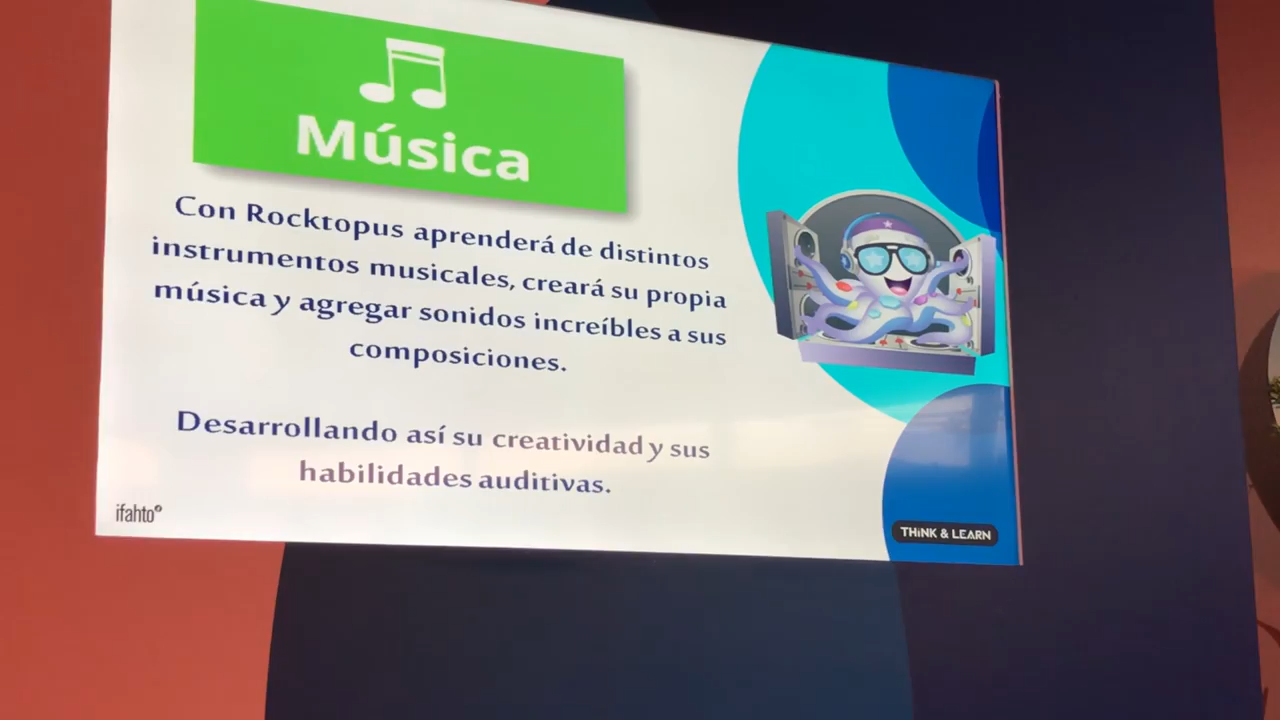 Música
Con Rocktopus aprenderá de distintos
instrumentos musicales, creará su propia
música y agregar sonidos increíbles a sus
composiciones.
Desarrollando así su creatividad y sus
habilidades auditivas.
ifahto
THiNK & LEARN